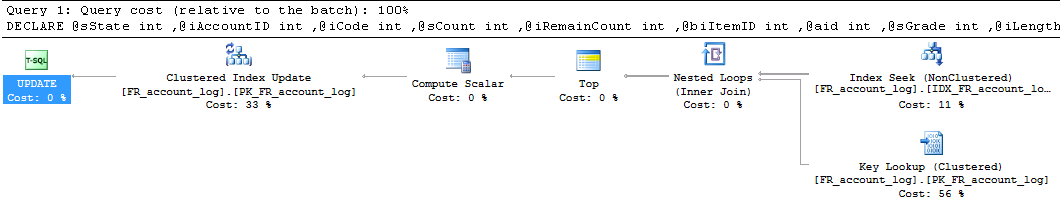 Query 1: Query cost (relative to the batch): 100%
DECLARE @sState int ,@iAccountID int ,@iCode int ,@sCount int ,@iRemainCount int ,@biItemID int ,@aid int ,@sGrade int ,@iLength
T-SQL
UPDATE
Cost: 0 %
Clustered Index Update
[FR_account_log].[PK_FR_account_log]
Cost: 33 %
Compute Scalar
Cost: 0 %
Top
Cost: 0 %
Nested Loops
(Inner Join)
Cost: 0 %
Index Seek (NonClustered)
[FR_account_log].[IDX_FR_account_lo…
Cost: 11 %
Key Lookup (Clustered)
[FR_account_log].[PK_FR_account_log]
Cost: 56 %